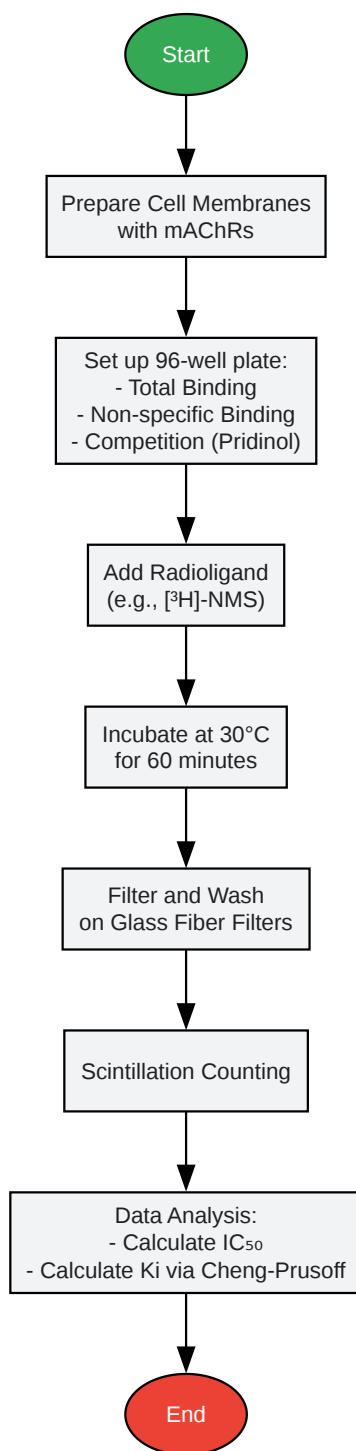 Start
Prepare Cell Membranes
with mAChRs
Set up 96-well plate:
- Total Binding
- Non-specific Binding
- Competition (Pridinol)
Add Radioligand
(e.g., [³H]-NMS)
Incubate at 30°C
for 60 minutes
Filter and Wash
on Glass Fiber Filters
Scintillation Counting
Data Analysis:
- Calculate IC₅₀
- Calculate Ki via Cheng-Prusoff
End